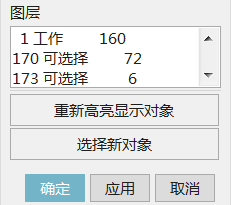 图层
1 工作 160
170 可选择 72
173 可选择 6
重新高亮显示对象
选择新对象
确定 应用 取消